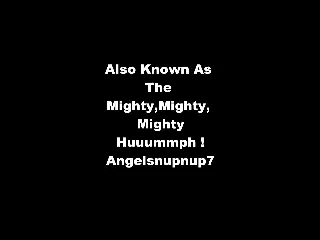 Also Known As
The
Mighty,Mighty,
Mighty
Huuummph !
Angelsnupnup7